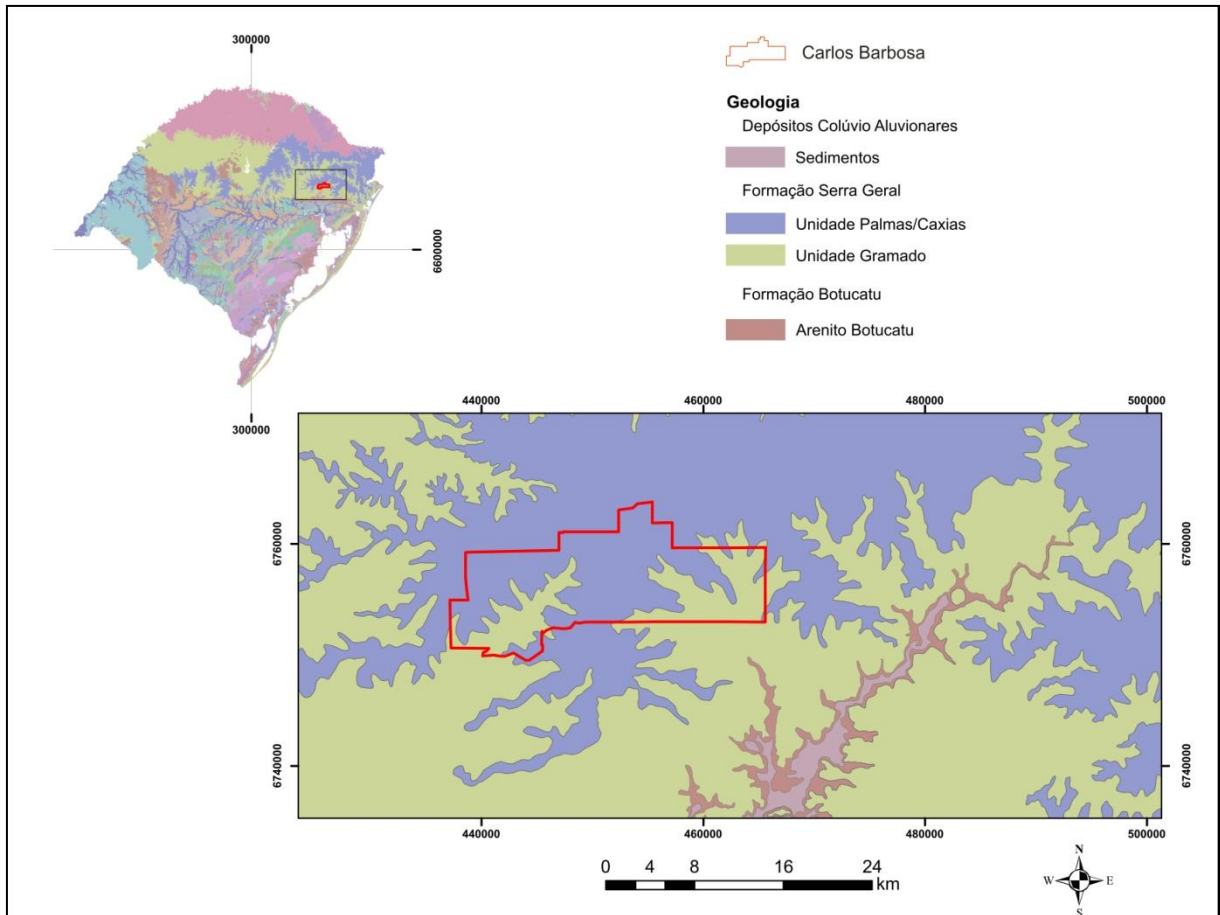 300000
6600000
300000
Carlos Barbosa
Geologia
Depósitos Colúvio Aluvionares
Sedimentos
Formação Serra Geral
Unidade Palmas/Caxias
Unidade Gramado
Formação Botucatu
Arenito Botucatu
440000 460000 480000 500000
6760000 6760000
6740000 6740000
440000 460000 480000 500000
0 4 8 16 24
km
N
W E
S